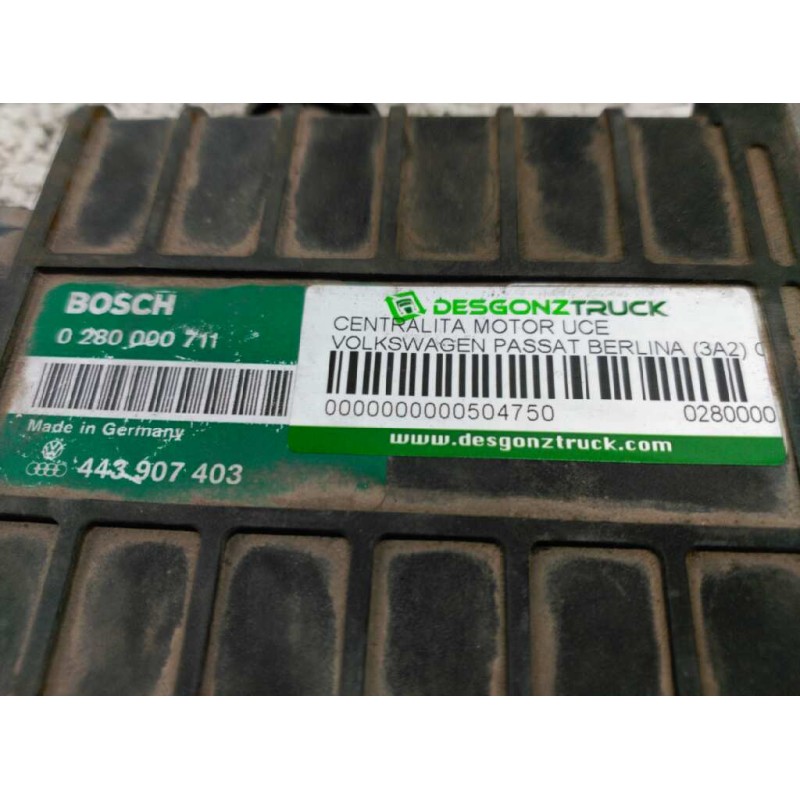 BOSCH
0 280 000 711
Made in Germany
443 907 403
DESGONZTRUCK
CENTRALITA MOTOR UCE
VOLKSWAGEN PASSAT BERLINA (3A2)
0000000000504750 0280000
www.desgonztruck.com